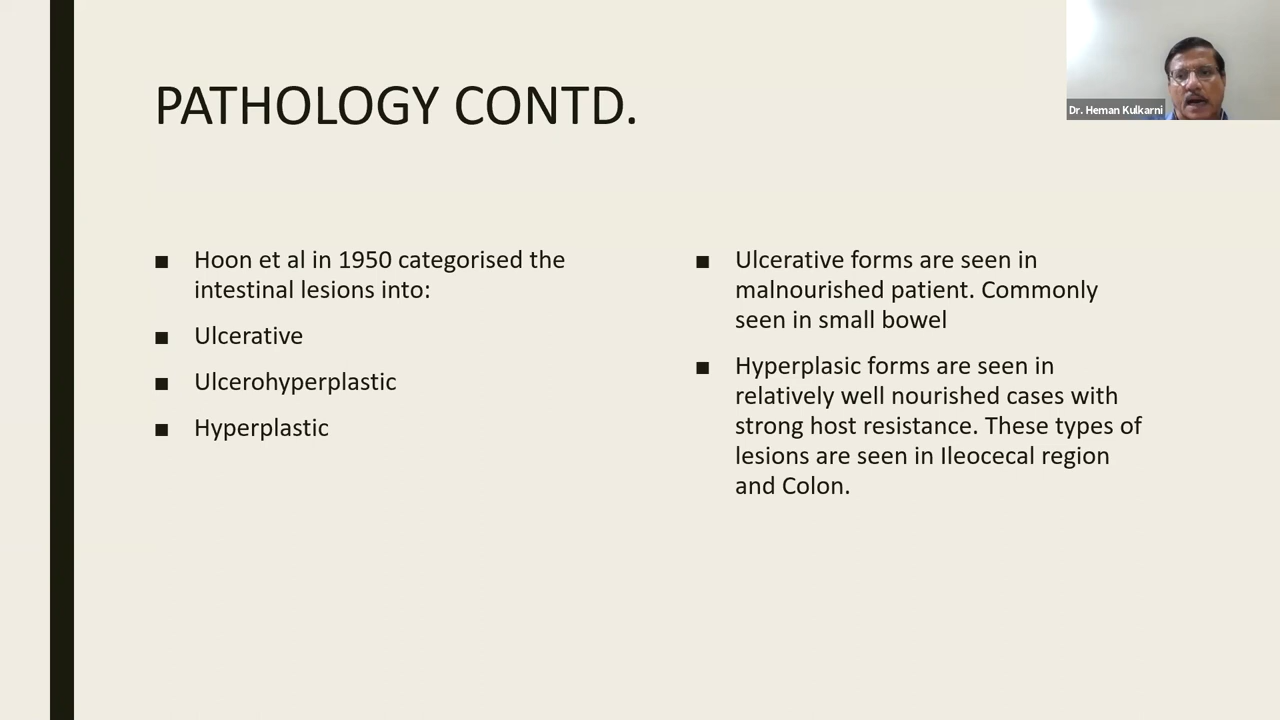 PATHOLOGY CONTD.
Dr. Heman Kulkarni
■ Hoon et al in 1950 categorised the
intestinal lesions into:
■ Ulcerative
■ Ulcerohyperplastic
■ Hyperplastic
■ Ulcerative forms are seen in
malnourished patient. Commonly
seen in small bowel
■ Hyperplasic forms are seen in
relatively well nourished cases with
strong host resistance. These types of
lesions are seen in Ileocecal region
and Colon.